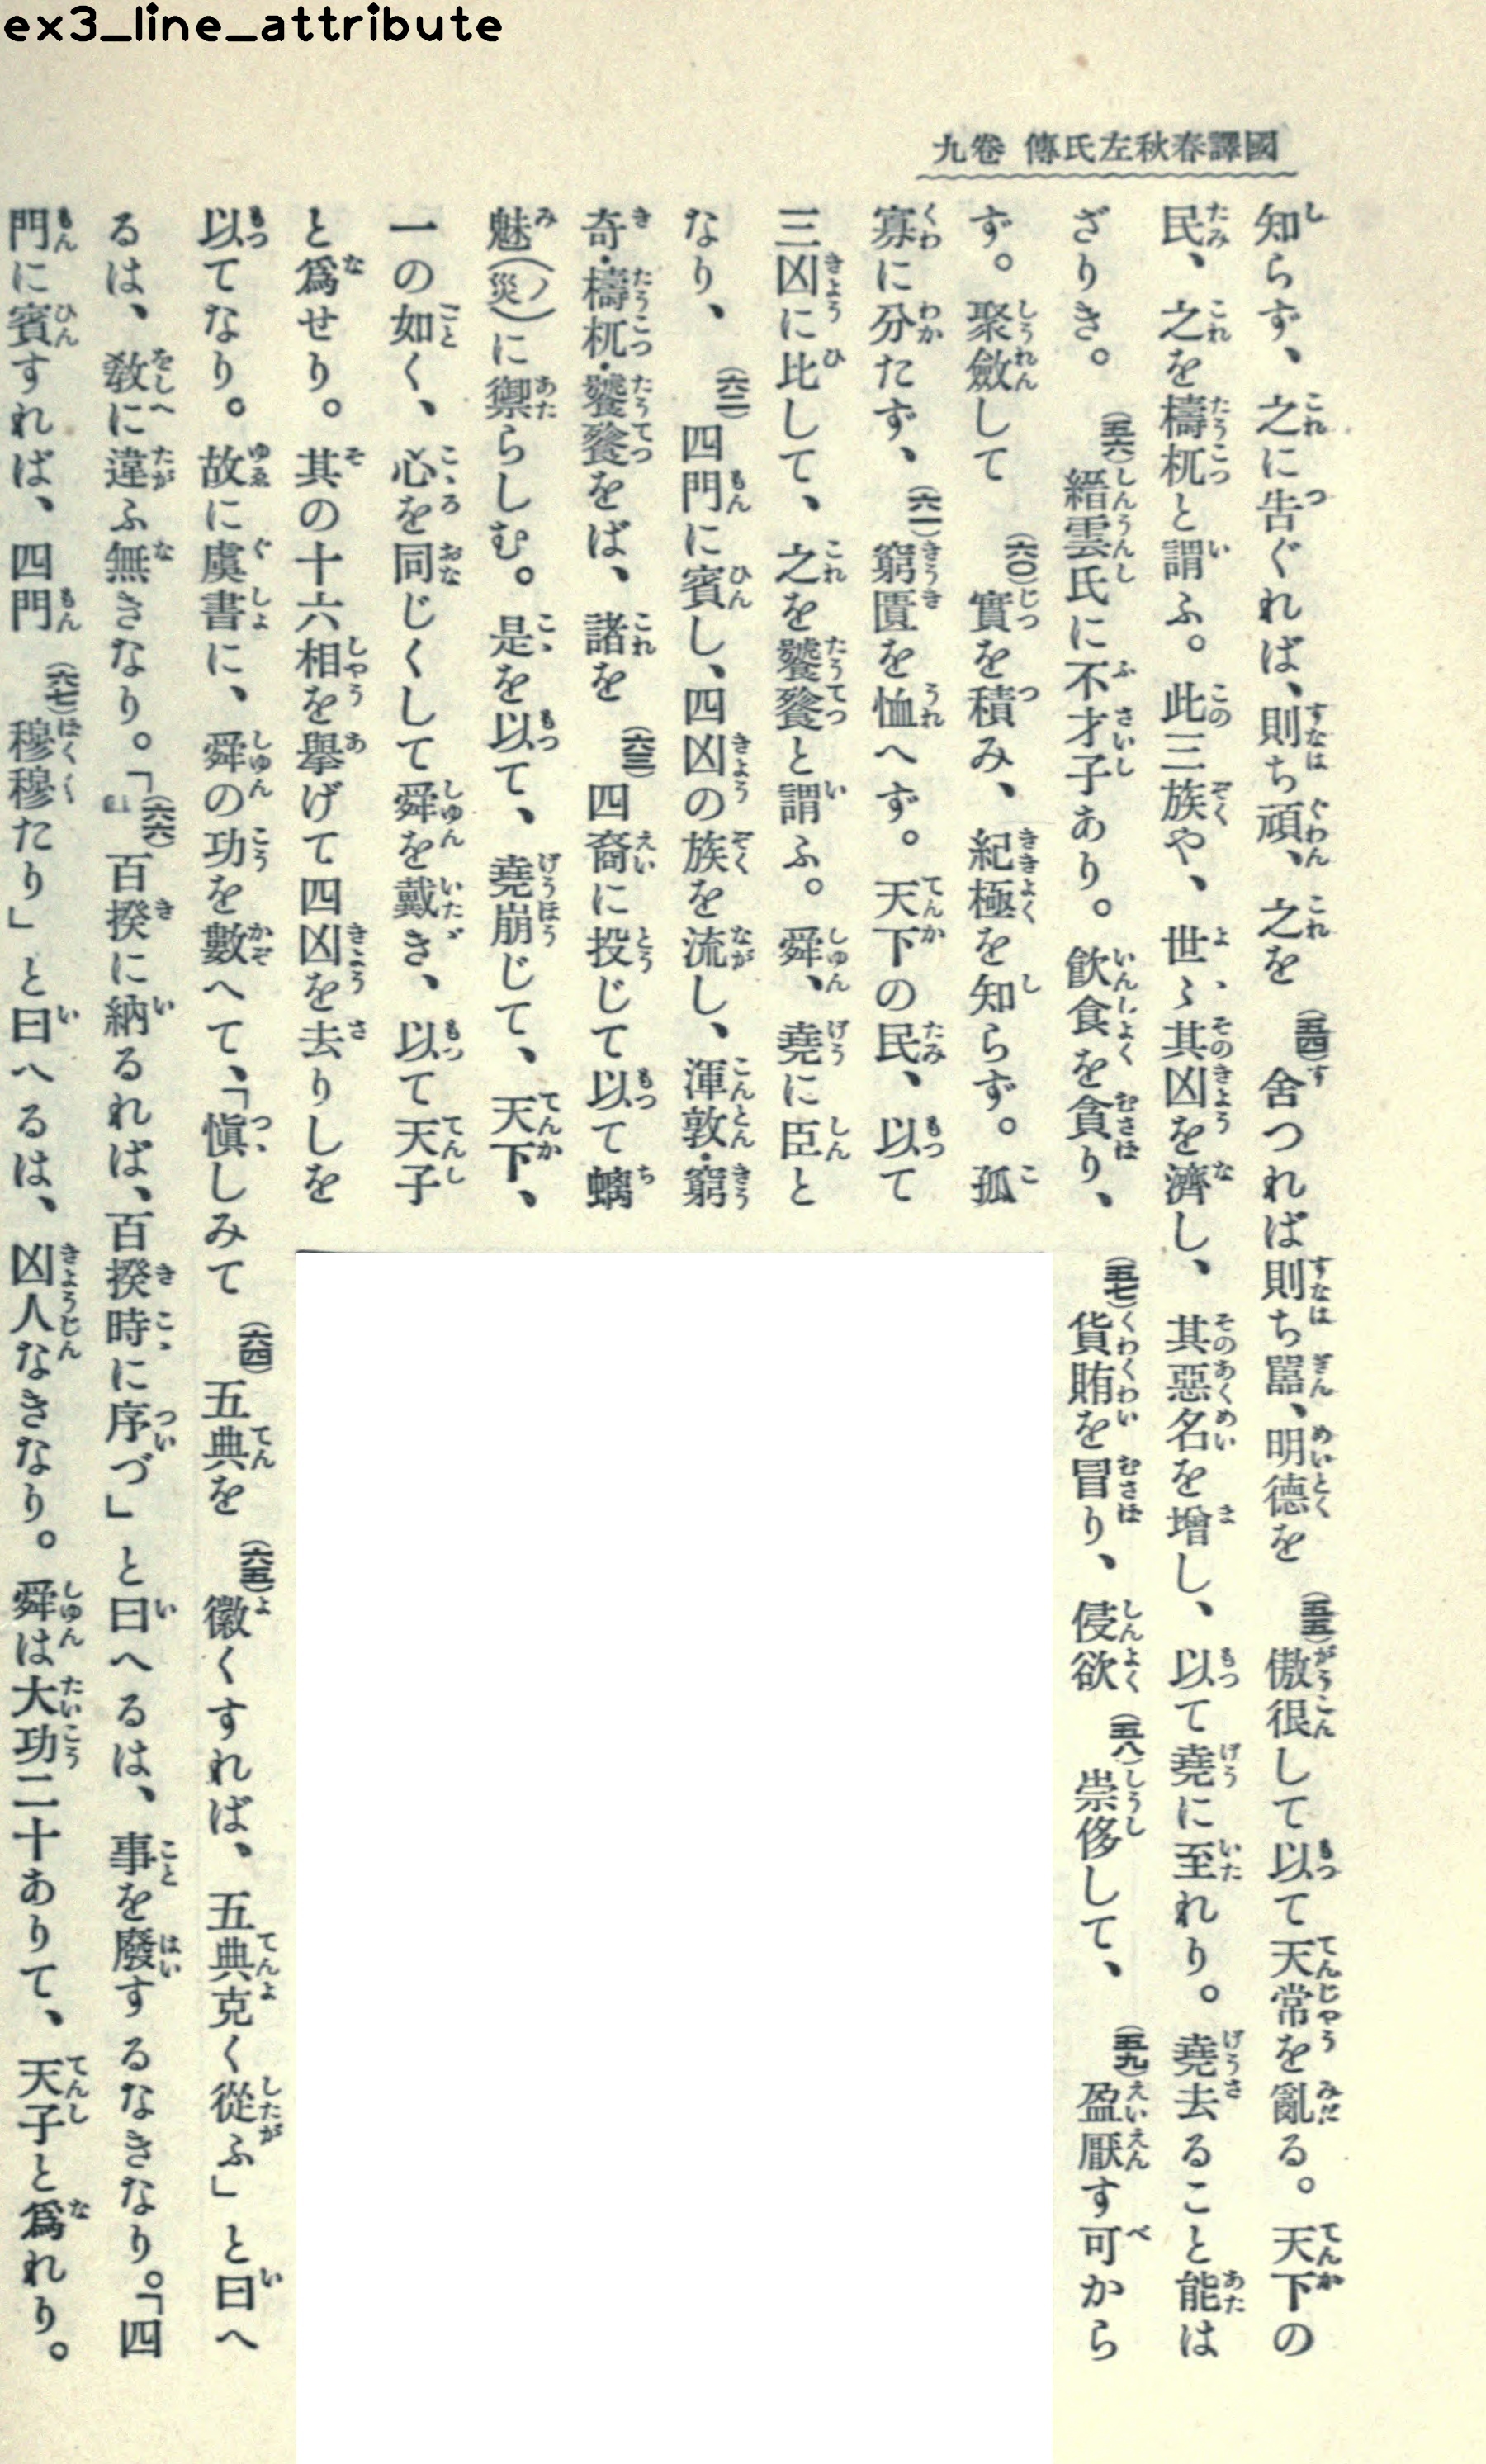 ex3_line_attribute
國譯春秋左氏傳 卷九
知らず、之に告ぐれば、則ち頑、之を(五四)舍つれば則ち嚚、明德を(五五)傲很して以て天常を亂る。天下の
民、之を檮杌と謂ふ。此三族や、世〻其凶を濟し、其惡名を增し、以て堯に至れり。堯去ること能は
ざりき。(五六)縉雲氏に不才子あり。飮食を貪り、(五七)貨賄を冒り、侵欲(五八)崇侈して、(五九)盈厭す可から
ず。聚斂して(六〇)實を積み、紀極を知らず。孤
寡に分たず、(六一)窮匱を恤へず。天下の民、以て
三凶に比して、之を饕餮と謂ふ。舜、堯に臣と
なり、(六二)四門に賓し、四凶の族を流し、渾敦・窮
奇・檮杌・饕餮をば、諸を(六三)四裔に投じて以て螭
魅(災ノ)に禦らしむ。是を以て、堯崩じて、天下、
一の如く、心を同じくして舜を戴き、以て天子
と爲せり。其の十六相を擧げて四凶を去りしを
以てなり。故に虞書に、舜の功を數へて、「愼しみて(六四)五典を(六五)徽くすれば、五典克く從ふ」と曰へ
るは、敎に違ふ無きなり。「(六六)百揆に納るれば、百揆時に序づ」と曰へるは、事を廢するなきなり。「四
門に賓すれば、四門(六七)穆穆たり」と曰へるは、凶人なきなり。舜は大功二十ありて、天子と爲れり。